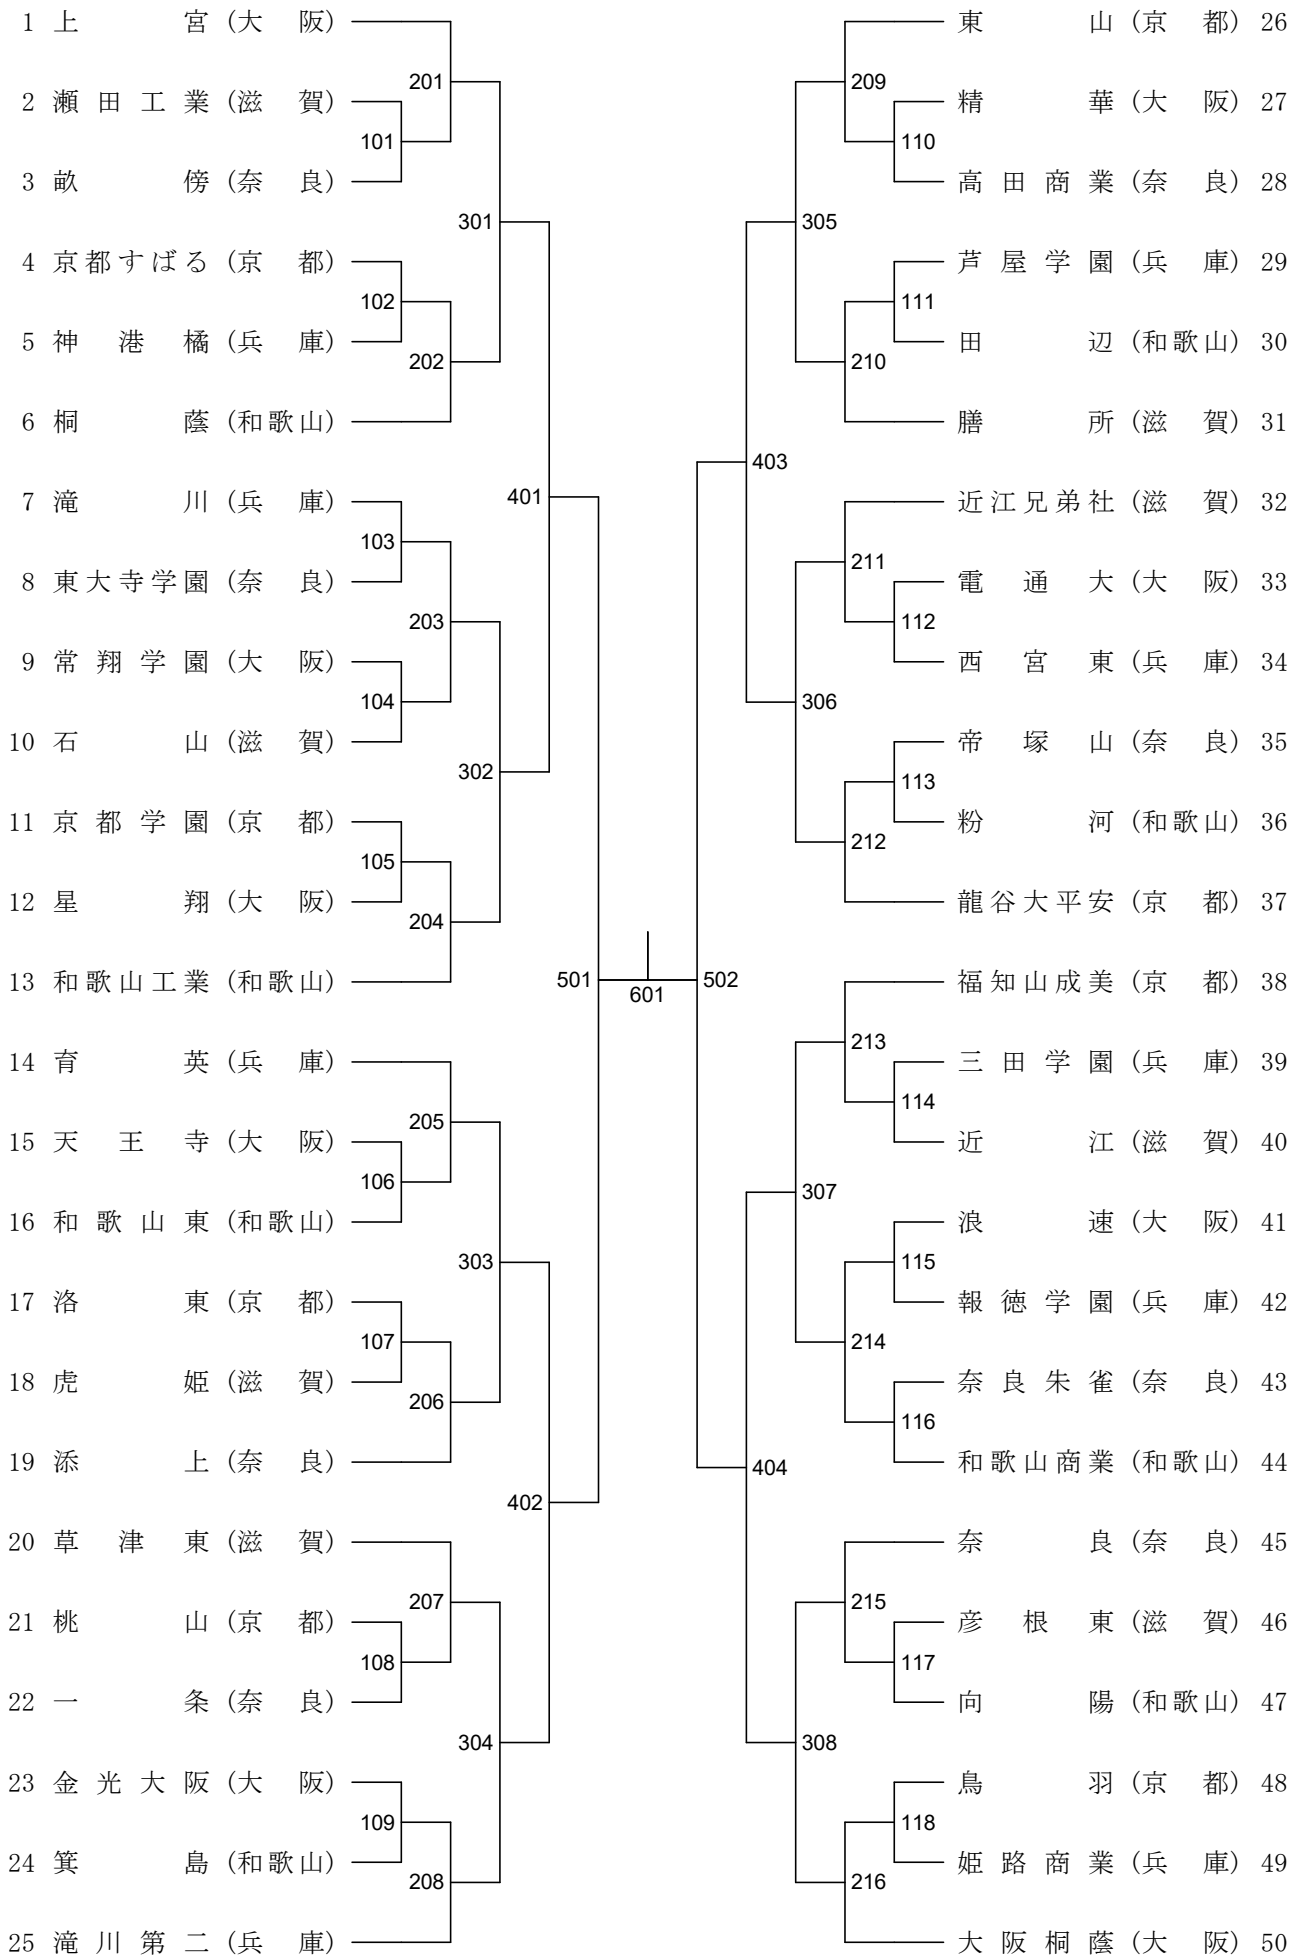 1 上宮 (大阪)
2 瀬田工業 (滋賀)
3 畝傍 (奈良)
4 京都すばる (京都)
5 神港橘 (兵庫)
6 桐蔭 (和歌山)
7 滝川 (兵庫)
8 東大寺学園 (奈良)
9 常翔学園 (大阪)
10 石山 (滋賀)
11 京都学園 (京都)
12 星翔 (大阪)
13 和歌山工業 (和歌山)
14 育英 (兵庫)
15 天王寺 (大阪)
16 和歌山東 (和歌山)
17 洛東 (京都)
18 虎姫 (滋賀)
19 添上 (奈良)
20 草津東 (滋賀)
21 桃山 (京都)
22 一条 (奈良)
23 金光大阪 (大阪)
24 箕島 (和歌山)
25 滝川第二 (兵庫)
101
102
103
104
105
106
107
108
109
201
202
203
204
205
206
207
208
301
302
303
304
401
402
501
601
502
403
404
305
306
307
308
209
210
211
212
213
214
215
216
110
111
112
113
114
115
116
117
118
東山 (京都) 26
精華 (大阪) 27
高田商業 (奈良) 28
芦屋学園 (兵庫) 29
田辺 (和歌山) 30
膳所 (滋賀) 31
近江兄弟社 (滋賀) 32
電通大 (大阪) 33
西宮東 (兵庫) 34
帝塚山 (奈良) 35
粉河 (和歌山) 36
龍谷大平安 (京都) 37
福知山成美 (京都) 38
三田学園 (兵庫) 39
近江 (滋賀) 40
浪速 (大阪) 41
報徳学園 (兵庫) 42
奈良朱雀 (奈良) 43
和歌山商業 (和歌山) 44
奈良 (奈良) 45
彦根東 (滋賀) 46
向陽 (和歌山) 47
鳥羽 (京都) 48
姫路商業 (兵庫) 49
大阪桐蔭 (大阪) 50